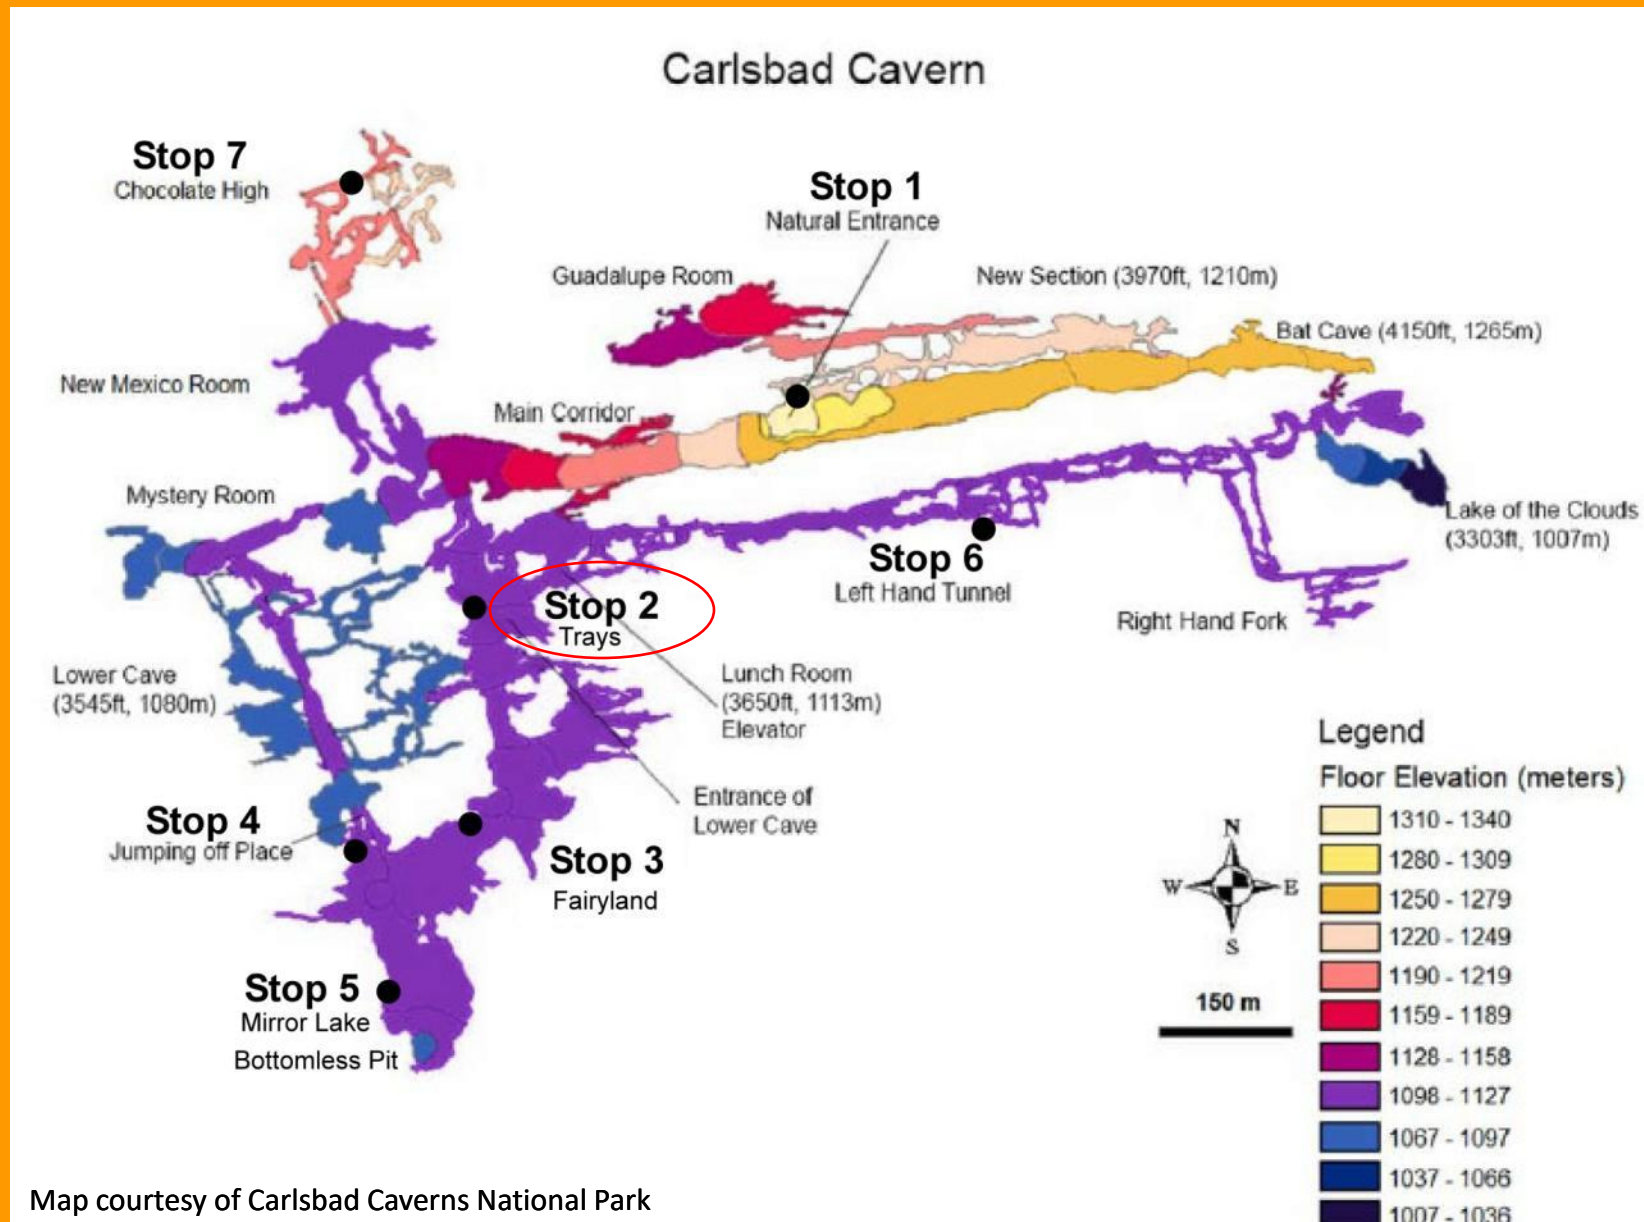 Carlsbad Cavern
Stop 7
Chocolate High
Stop 1
Natural Entrance
Guadalupe Room
New Section (3970ft, 1210m)
Bat Cave (4150ft, 1265m)
New Mexico Room
Main Corridor
Mystery Room
Lake of the Clouds
(3303ft, 1007m)
Stop 6
Left Hand Tunnel
Stop 2
Trays
Right Hand Fork
Lower Cave
(3545ft, 1080m)
Lunch Room
(3650ft, 1113m)
Elevator
Entrance of
Lower Cave
Stop 4
Jumping off Place
Stop 3
Fairyland
Stop 5
Mirror Lake
Bottomless Pit
N
W E
S
150 m
Legend
Floor Elevation (meters)
1310 - 1340
1280 - 1309
1250 - 1279
1220 - 1249
1190 - 1219
1159 - 1189
1128 - 1158
1098 - 1127
1067 - 1097
1037 - 1066
1007 - 1036
Map courtesy of Carlsbad Caverns National Park